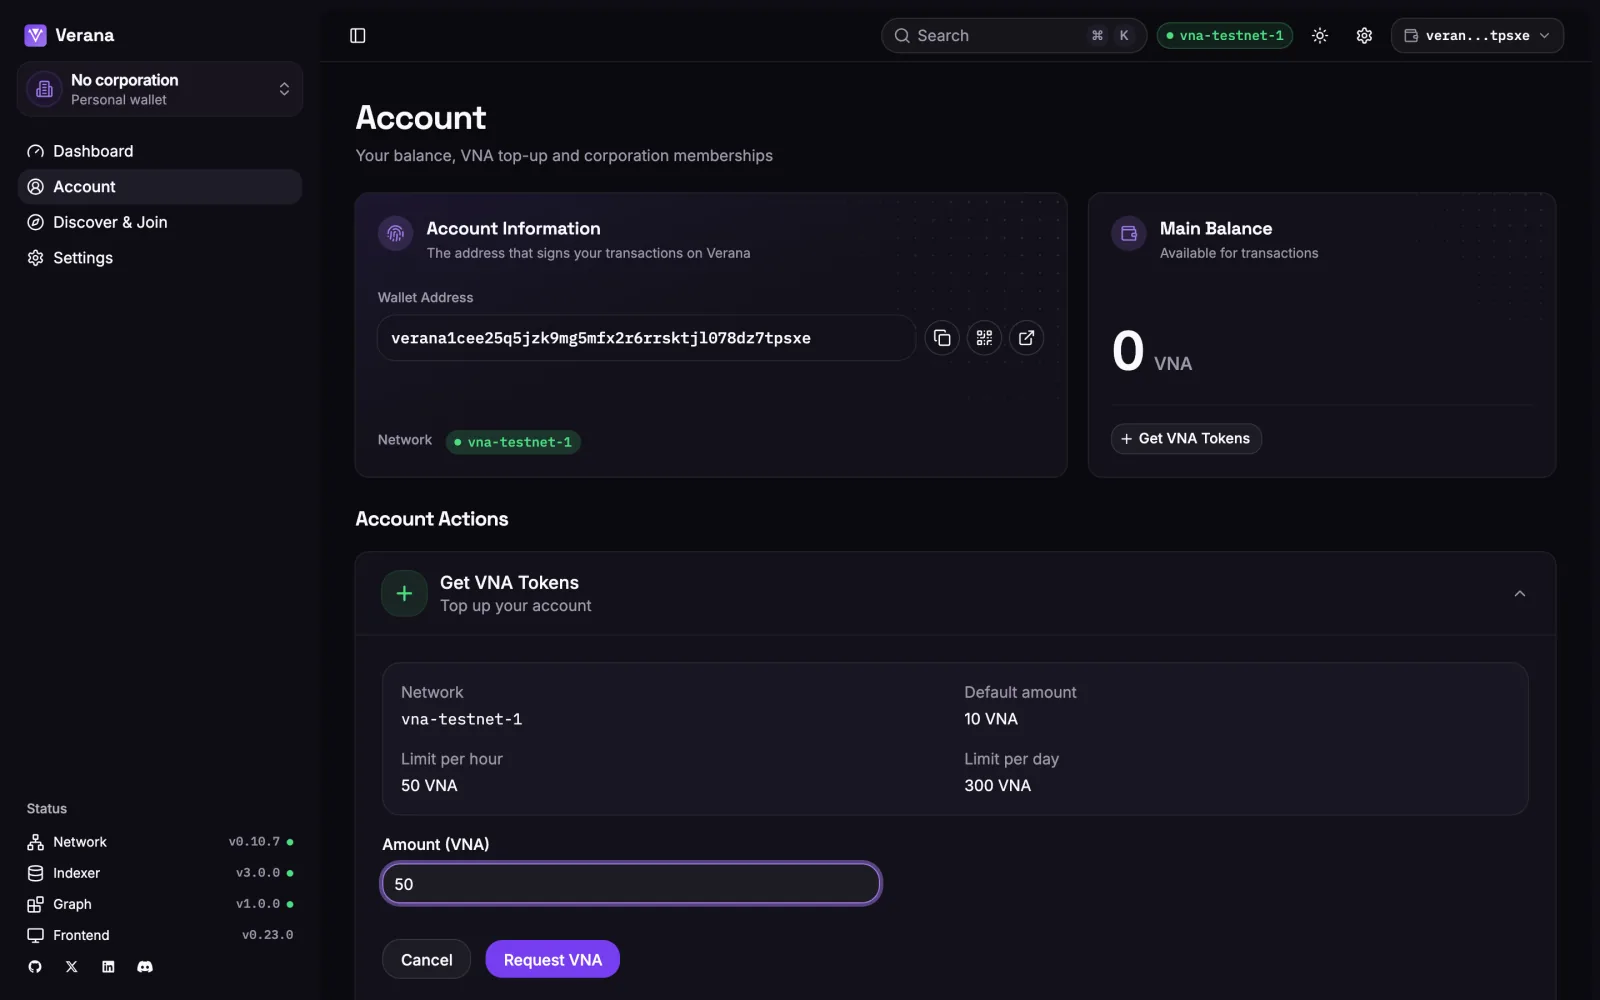 Verana
No corporation
Personal wallet
Dashboard
Account
Discover & Join
Settings
Status
Network v0.10.7
Indexer v3.0.0
Graph v1.0.0
Frontend v0.23.0
Search ⌘ K
vna-testnet-1
veran...tpsxe
Account
Your balance, VNA top-up and corporation memberships
Account Information
The address that signs your transactions on Verana
Wallet Address
verana1cee25q5jzk9mg5mfx2r6rrsktjl078dz7tpsxe
Network vna-testnet-1
Main Balance
Available for transactions
0 VNA
+ Get VNA Tokens
Account Actions
Get VNA Tokens
Top up your account
Network
vna-testnet-1
Default amount
10 VNA
Limit per hour
50 VNA
Limit per day
300 VNA
Amount (VNA)
50
Cancel
Request VNA